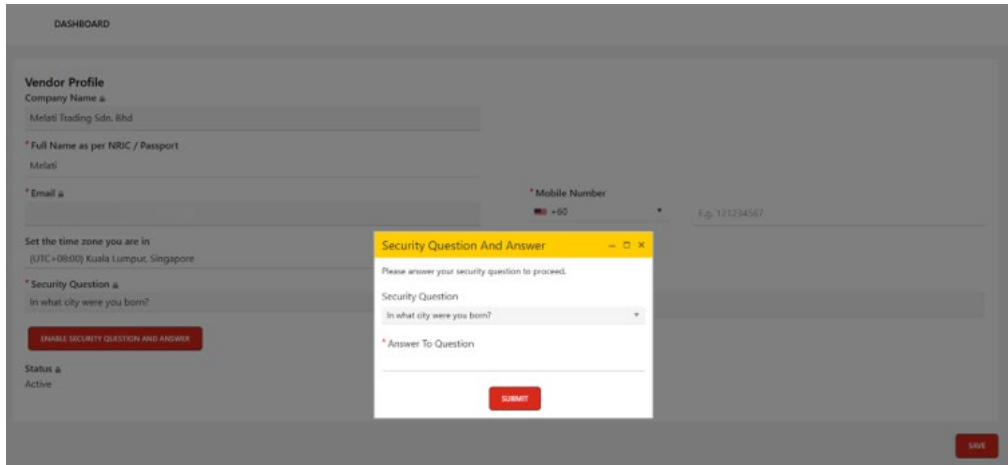 DASHBOARD
Vendor Profile
Company Name
Melati Trading Sdn. Bhd
* Full Name as per NRIC / Passport
Melati
* Email
* Mobile Number
+60
E.g. 121234567
Set the time zone you are in
(UTC+08:00) Kuala Lumpur, Singapore
* Security Question
In what city were you born?
ENABLE SECURITY QUESTION AND ANSWER
Status
Active
Security Question And Answer
Please answer your security question to proceed.
Security Question
In what city were you born?
* Answer To Question
SUBMIT
SAVE